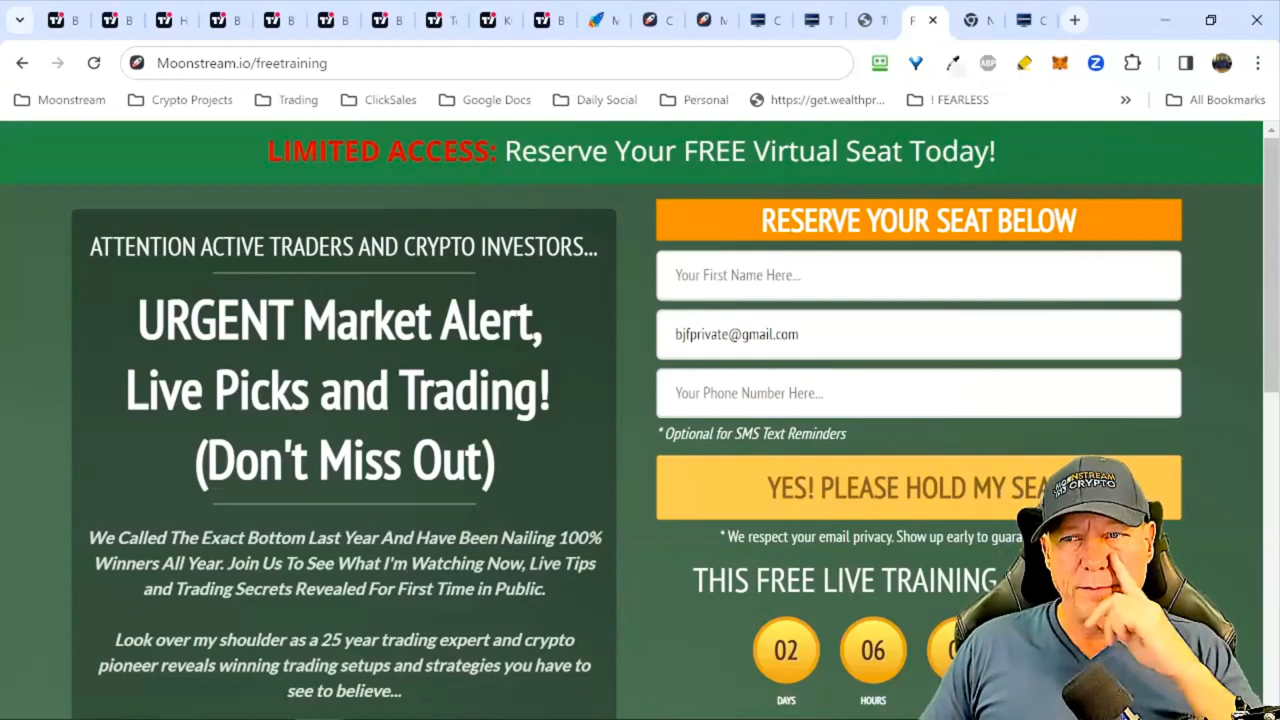 B
B
H
B
B
B
B
T
K
B
M
C
M
C
T
T
F
N
C
Moonstream.io/freetraining
ABP
Z
Moonstream
Crypto Projects
Trading
ClickSales
Google Docs
Daily Social
Personal
https://get.wealthpr...
! FEARLESS
All Bookmarks
LIMITED ACCESS: Reserve Your FREE Virtual Seat Today!
ATTENTION ACTIVE TRADERS AND CRYPTO INVESTORS...
URGENT Market Alert,
Live Picks and Trading!
(Don't Miss Out)
We Called The Exact Bottom Last Year And Have Been Nailing 100%
Winners All Year. Join Us To See What I'm Watching Now, Live Tips
and Trading Secrets Revealed For First Time in Public.
Look over my shoulder as a 25 year trading expert and crypto
pioneer reveals winning trading setups and strategies you have to
see to believe...
RESERVE YOUR SEAT BELOW
Your First Name Here...
bjfprivate@gmail.com
Your Phone Number Here...
* Optional for SMS Text Reminders
YES! PLEASE HOLD MY SEA
* We respect your email privacy. Show up early to guara
THIS FREE LIVE TRAINING
02
06
DAYS
HOURS
MOONSTREAM
CRYPTO